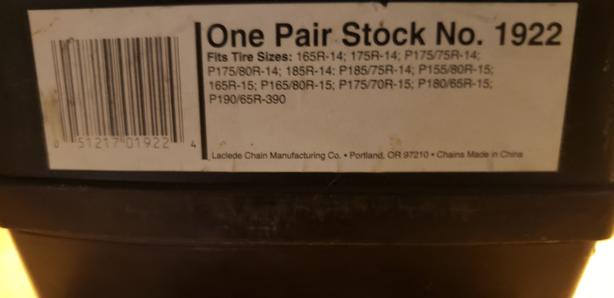 One Pair Stock No. 1922
Fits Tire Sizes: 165R-14; 175R-14; P175/75R-14;
P175/80R-14; 185R-14; P185/75R-14; P155/80R-15;
165R-15; P165/80R-15; P175/70R-15; P180/65R-15;
P190/65R-390
0 51217 01922 4
Laclede Chain Manufacturing Co. • Portland, OR 97210 • Chains Made in China